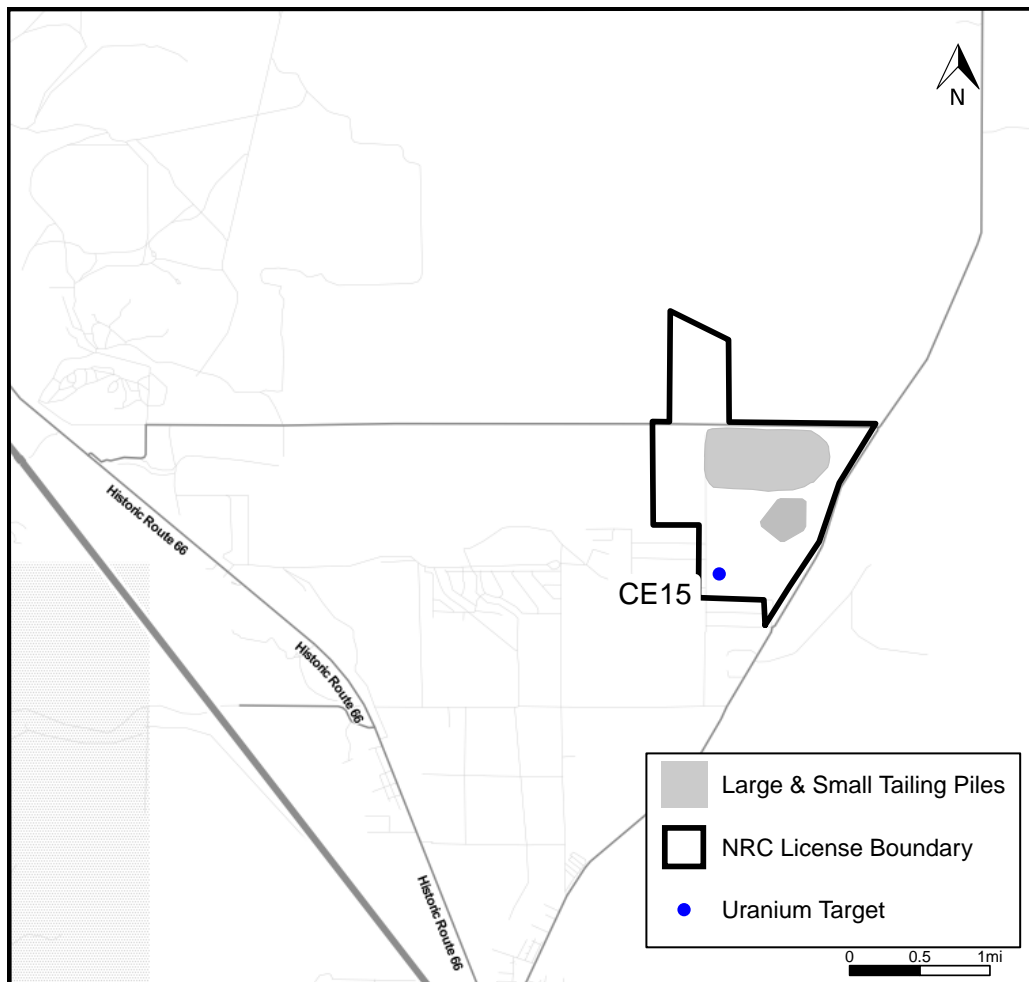 N
Historic Route 66
CE15
Historic Route 66
Large & Small Tailing Piles
NRC License Boundary
Historic Route 66
Uranium Target
0 0.5 1mi